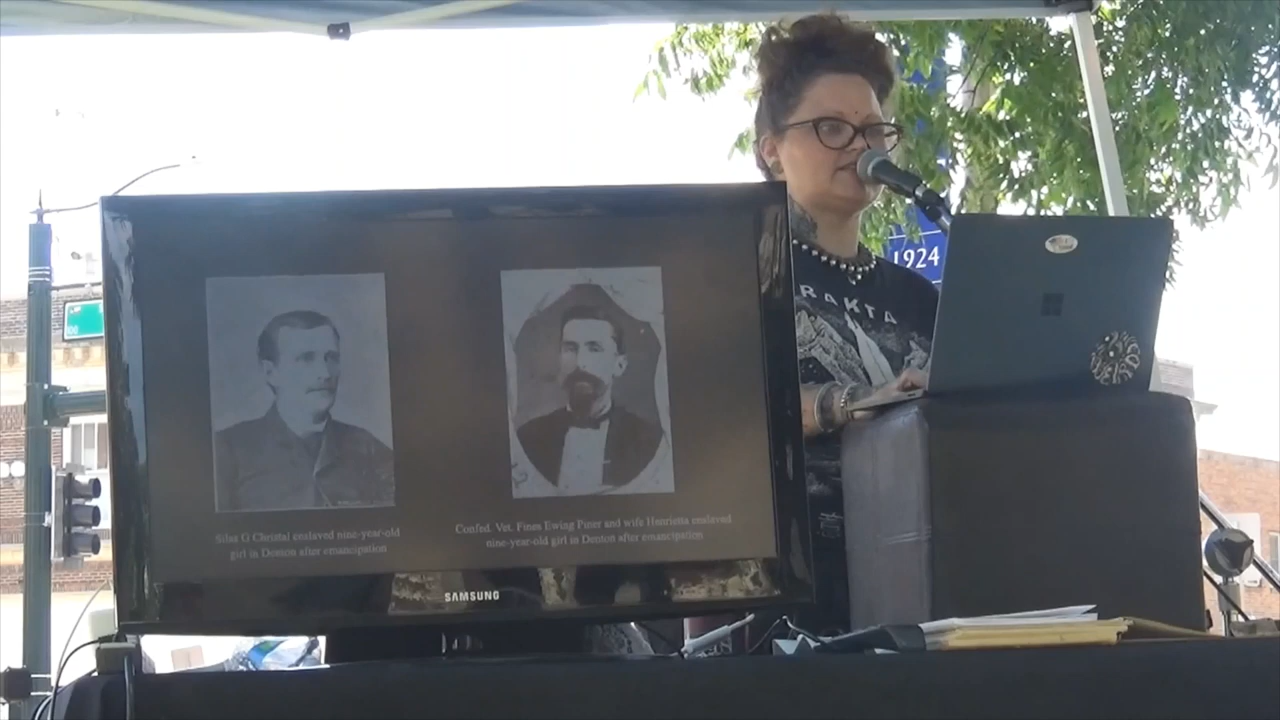 1924
RAKTA
Silas G Christal enslaved nine-year-old
girl in Denton after emancipation
Confed. Vet. Fines Ewing Piner and wife Henrietta enslaved
nine-year-old girl in Denton after emancipation
SAMSUNG